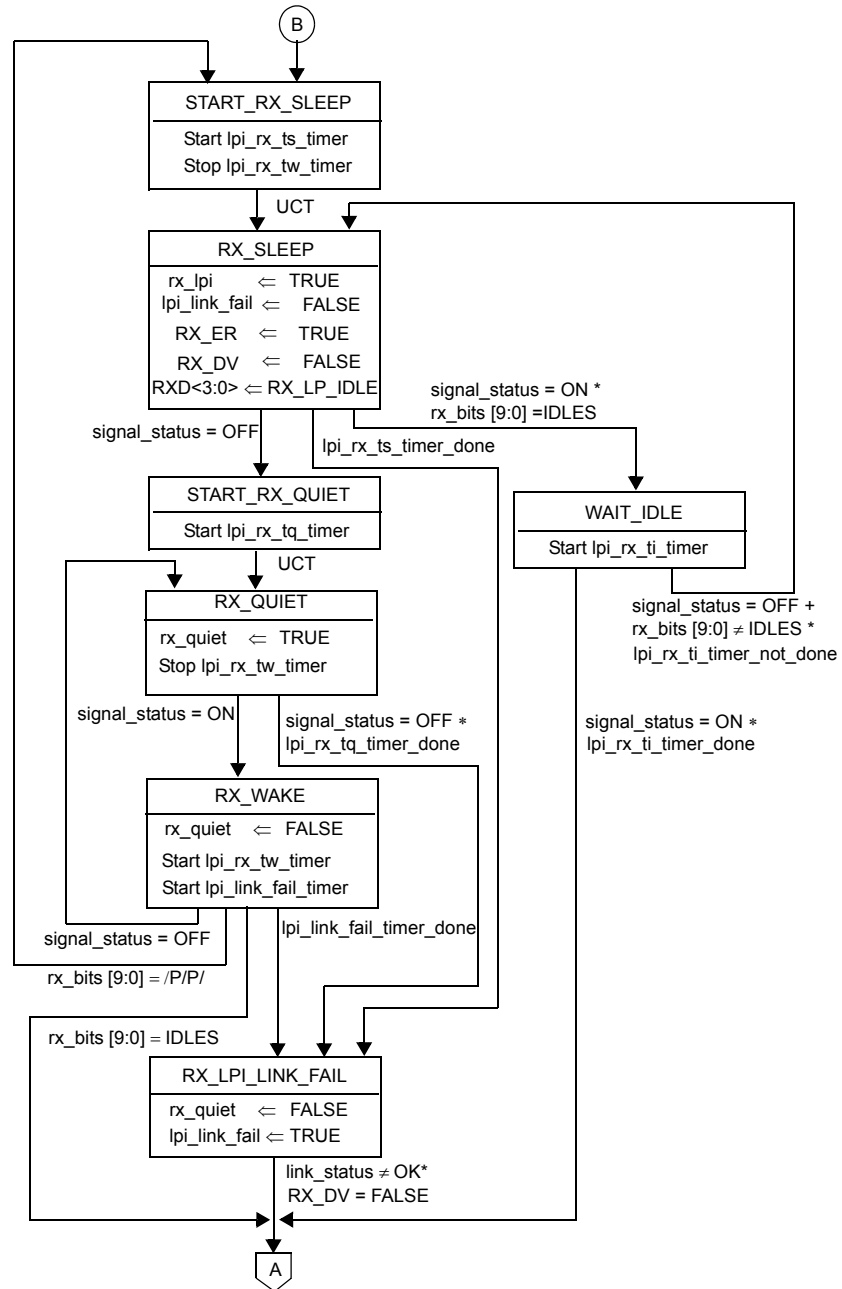 B
START_RX_SLEEP
Start lpi_rx_ts_timer
Stop lpi_rx_tw_timer
UCT
RX_SLEEP
rx_lpi ⇐ TRUE
lpi_link_fail ⇐ FALSE
RX_ER ⇐ TRUE
RX_DV ⇐ FALSE
RXD<3:0> ⇐ RX_LP_IDLE
signal_status = ON *
rx_bits [9:0] =IDLES
signal_status = OFF
lpi_rx_ts_timer_done
START_RX_QUIET
Start lpi_rx_tq_timer
WAIT_IDLE
Start lpi_rx_ti_timer
UCT
RX_QUIET
rx_quiet ⇐ TRUE
Stop lpi_rx_tw_timer
signal_status = OFF +
rx_bits [9:0] ≠ IDLES *
lpi_rx_ti_timer_not_done
signal_status = ON
signal_status = OFF *
lpi_rx_tq_timer_done
signal_status = ON *
lpi_rx_ti_timer_done
RX_WAKE
rx_quiet ⇐ FALSE
Start lpi_rx_tw_timer
Start lpi_link_fail_timer
signal_status = OFF
lpi_link_fail_timer_done
rx_bits [9:0] = /P/P/
rx_bits [9:0] = IDLES
RX_LPI_LINK_FAIL
rx_quiet ⇐ FALSE
lpi_link_fail ⇐ TRUE
link_status ≠ OK*
RX_DV = FALSE
A